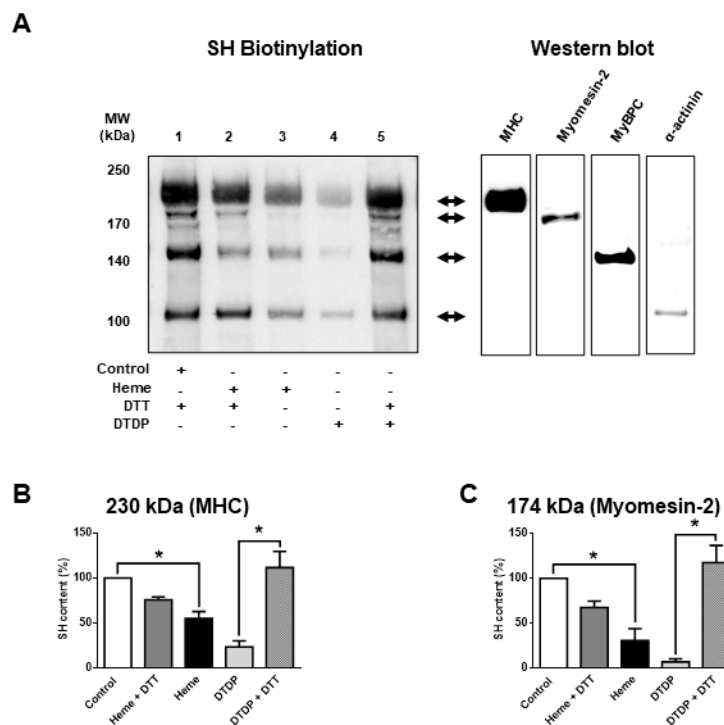 A
SH Biotinylation
Western blot
MW
(kDa)
1 2 3 4 5
MHC
Myomesin-2
MyBPC
α-actinin
250
170
140
100
Control + - - - -
Heme - + + - -
DTT + + - - +
DTDP - - - + +
B
230 kDa (MHC)
SH content (%)
150
100
50
0
*
*
Control
Heme + DTT
Heme
DTDP
DTDP + DTT
C
174 kDa (Myomesin-2)
SH content (%)
150
100
50
0
*
*
Control
Heme + DTT
Heme
DTDP
DTDP + DTT